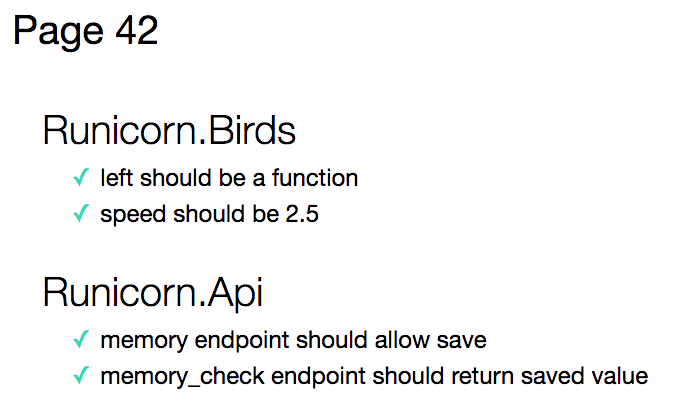 Page 42
Runicorn.Birds
✓ left should be a function
✓ speed should be 2.5
Runicorn.Api
✓ memory endpoint should allow save
✓ memory_check endpoint should return saved value